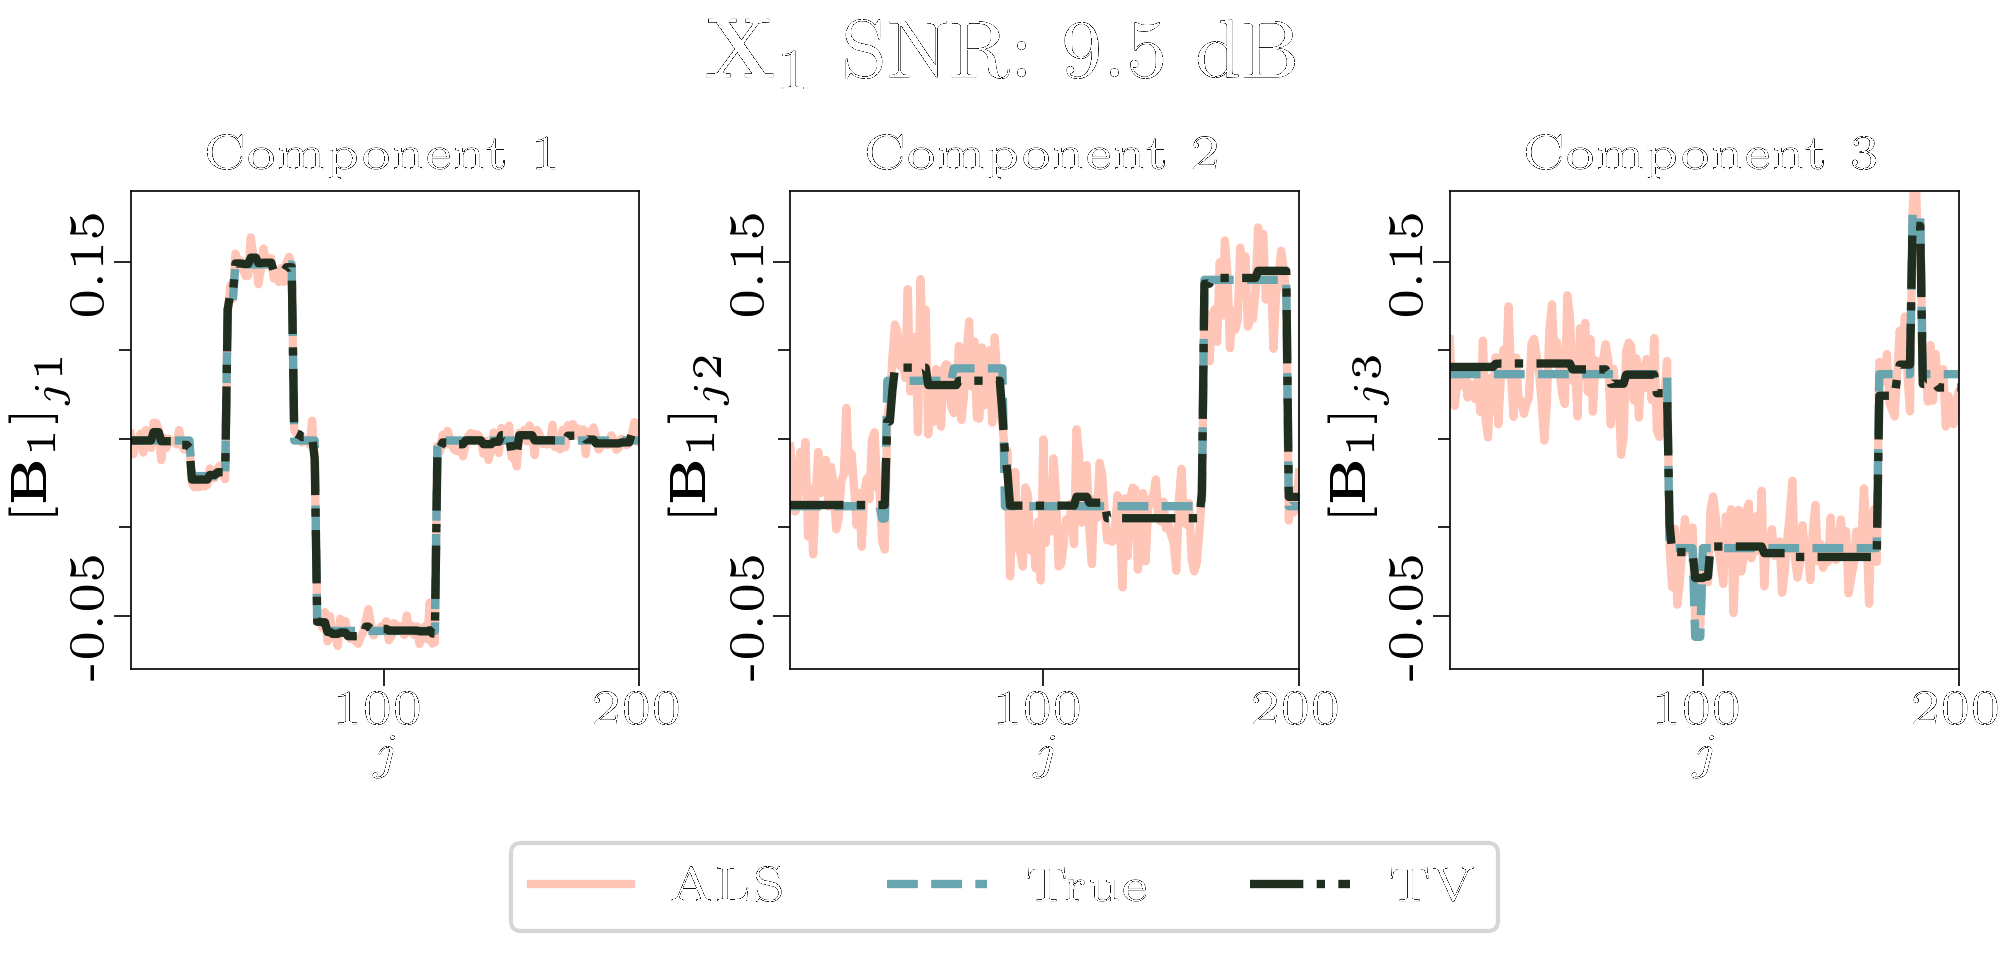 X₁ SNR: 9.5 dB
Component 1
Component 2
Component 3
[B₁]j1
0.15
-0.05
100
200
j
[B₁]j2
0.15
-0.05
100
200
j
[B₁]j3
0.15
-0.05
100
200
j
ALS
True
TV